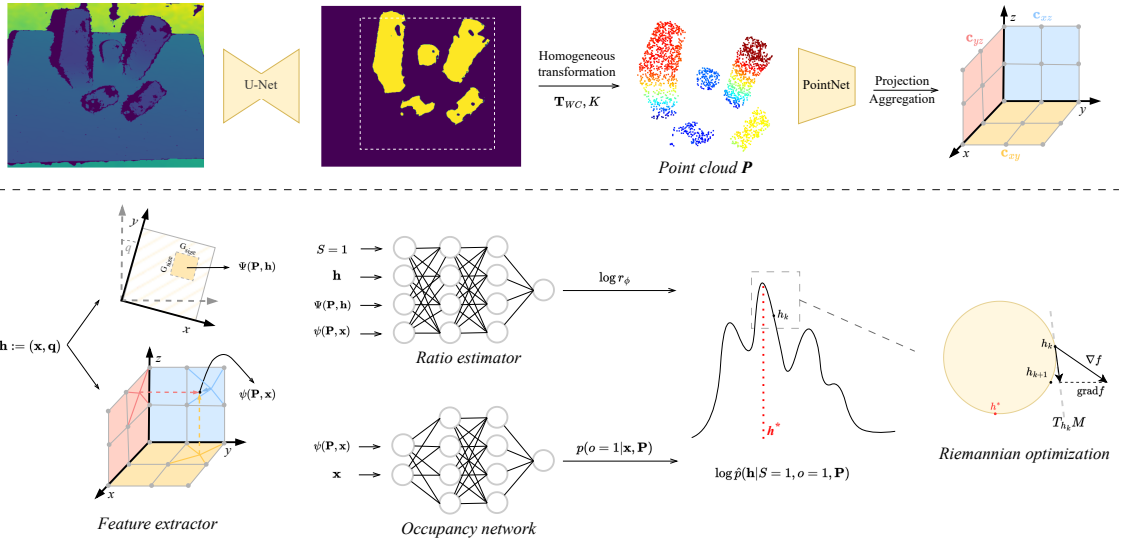 U-Net
Homogeneous
transformation
T_{WC}, K
Point cloud P
PointNet
Projection
Aggregation
z
c_{xz}
c_{yz}
y
x
c_{xy}
y
q
G_{size}
G_{size}
Ψ(P, h)
x
h := (x, q)
z
ψ(P, x)
y
x
Feature extractor
S = 1
h
Ψ(P, h)
ψ(P, x)
Ratio estimator
log r_ϕ
ψ(P, x)
x
Occupancy network
p(o = 1|x, P)
h_k
h*
log p̂(h|S = 1, o = 1, P)
h_k
∇f
h_{k+1}
gradf
h*
T_{h_k}M
Riemannian optimization